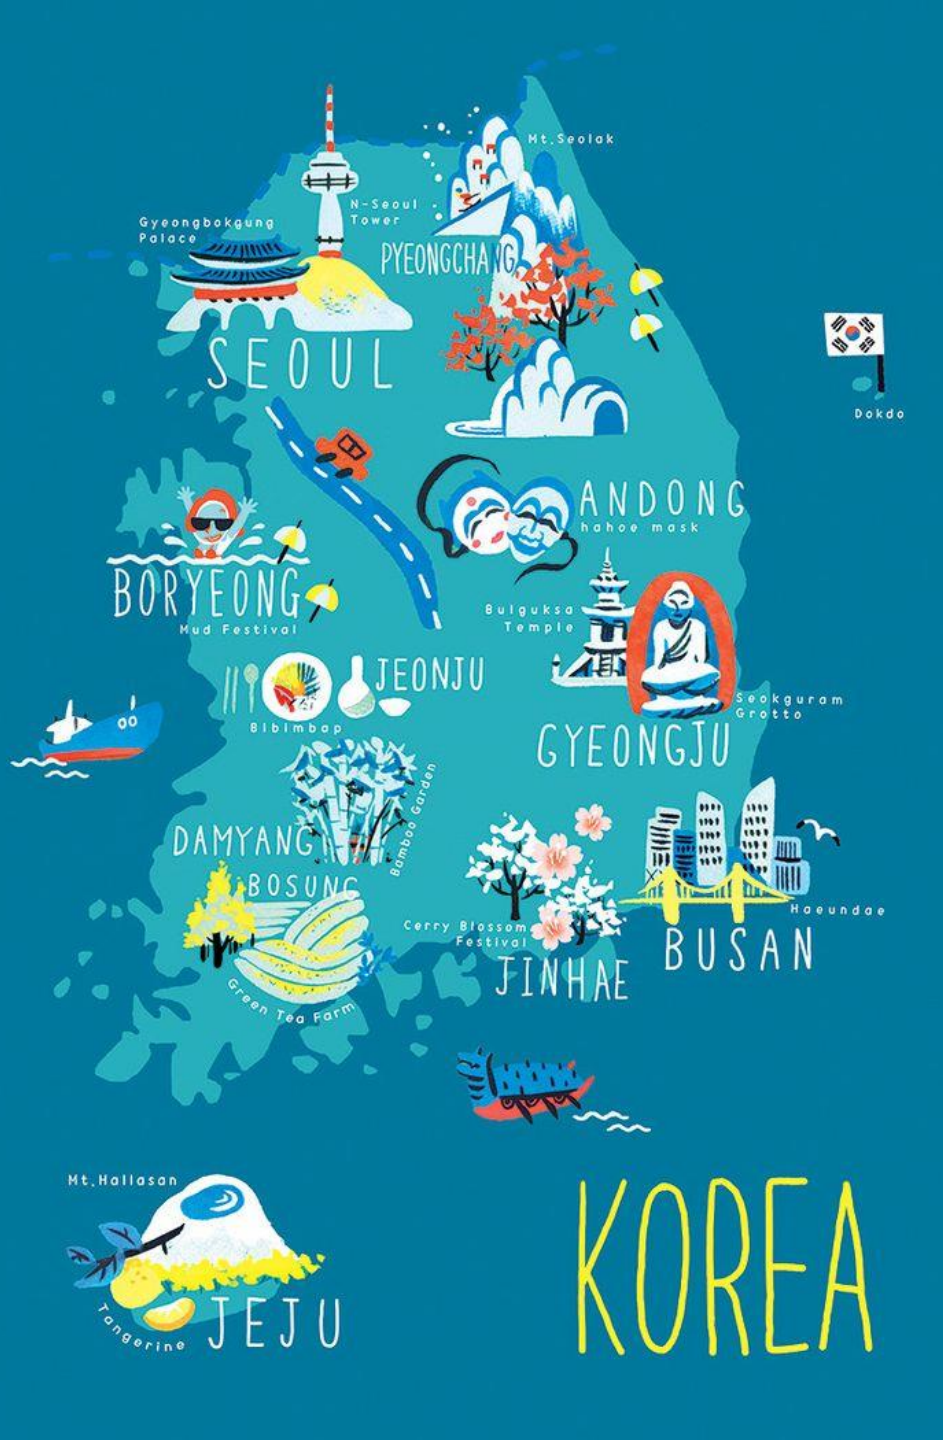 Mt.Seolak
N-Seoul
Tower
Gyeongbokgung
Palace
PYEONGCHANG
SEOUL
Dokdo
ANDONG
hahoe mask
BORYEONG
Mud Festival
Bulguksa
Temple
JEONJU
Bibimbap
Seokguram
Grotto
GYEONGJU
Bamboo Garden
DAMYANG
BOSUNG
Green Tea Farm
Cerry Blossom
Festival
JINHAE
Haeundae
BUSAN
Mt.Hallasan
Tangerine
JEJU
KOREA